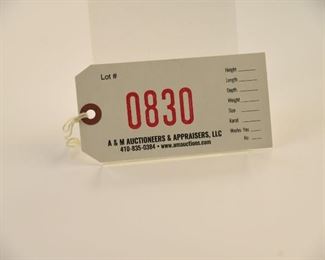 Lot #
0830
A & M AUCTIONEERS & APPRAISERS, LLC
410-835-0384 • www.amauctions.com
Height
Length
Depth
Weight
Size
Karat
Works Yes
No